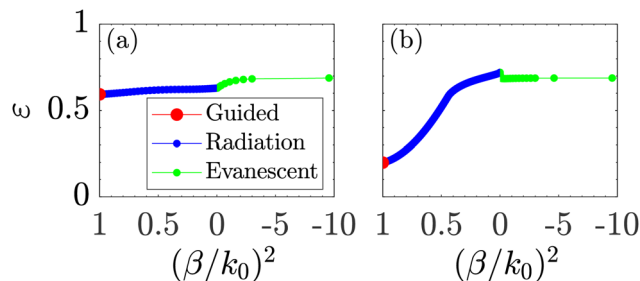 (a)
(b)
ε
1
0.5
0
Guided
Radiation
Evanescent
1 0.5 0 -5 -10
1 0.5 0 -5 -10
(β/k₀)²
(β/k₀)²